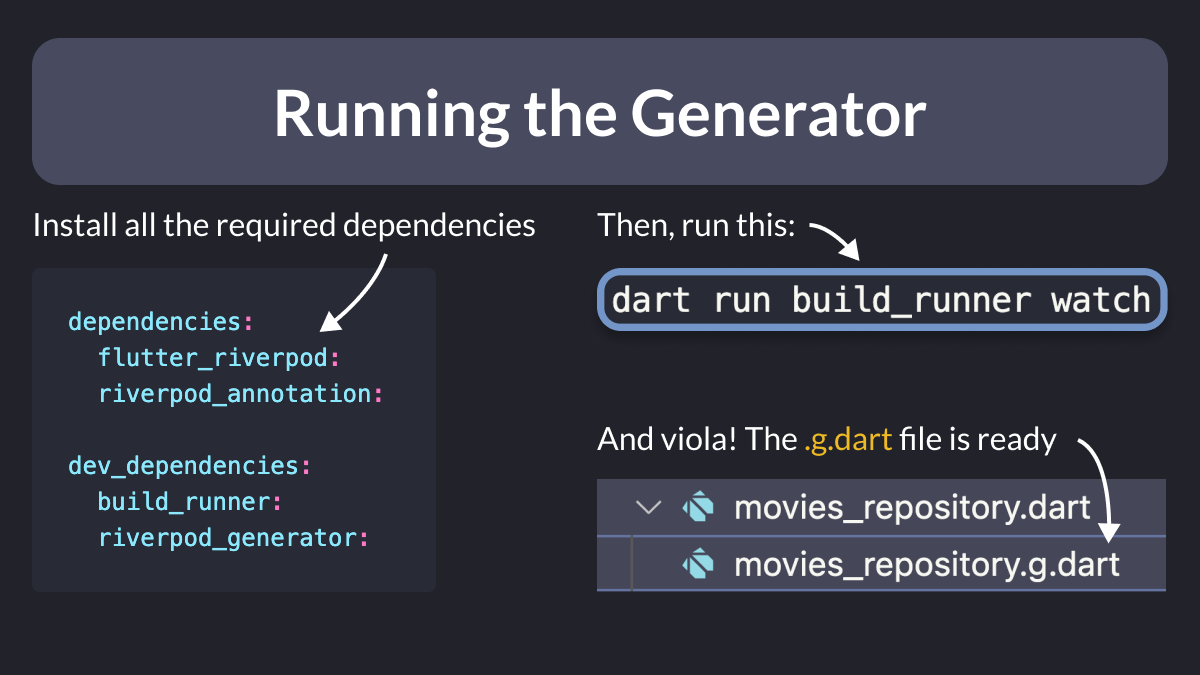 Running the Generator
Install all the required dependencies
dependencies:
  flutter_riverpod:
  riverpod_annotation:
dev_dependencies:
  build_runner:
  riverpod_generator:
Then, run this:
dart run build_runner watch
And viola! The .g.dart file is ready
movies_repository.dart
movies_repository.g.dart